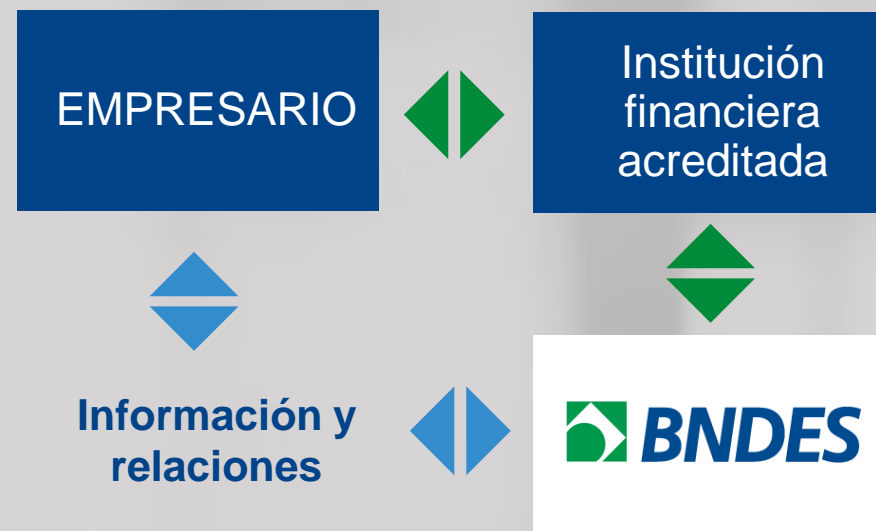 EMPRESARIO
Institución
financiera
acreditada
Información y
relaciones
BNDES